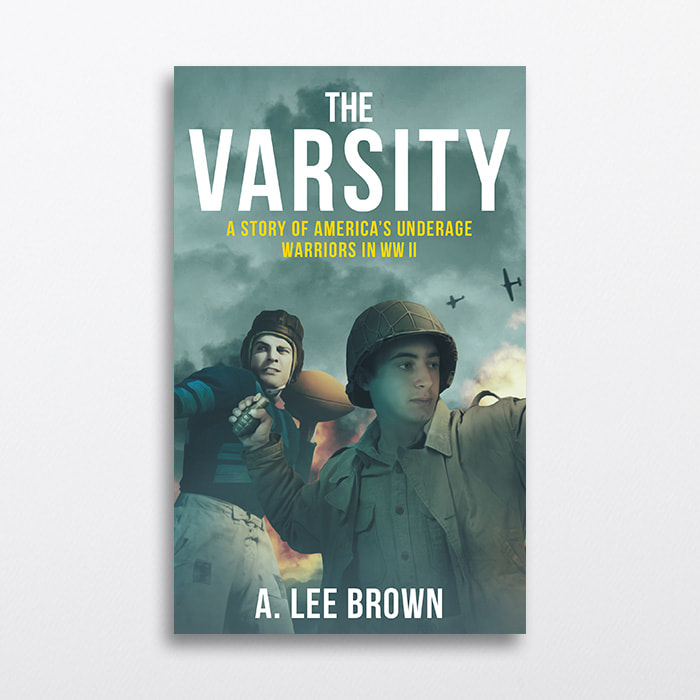 THE
VARSITY
A STORY OF AMERICA'S UNDERAGE
WARRIORS IN WW II
A. LEE BROWN